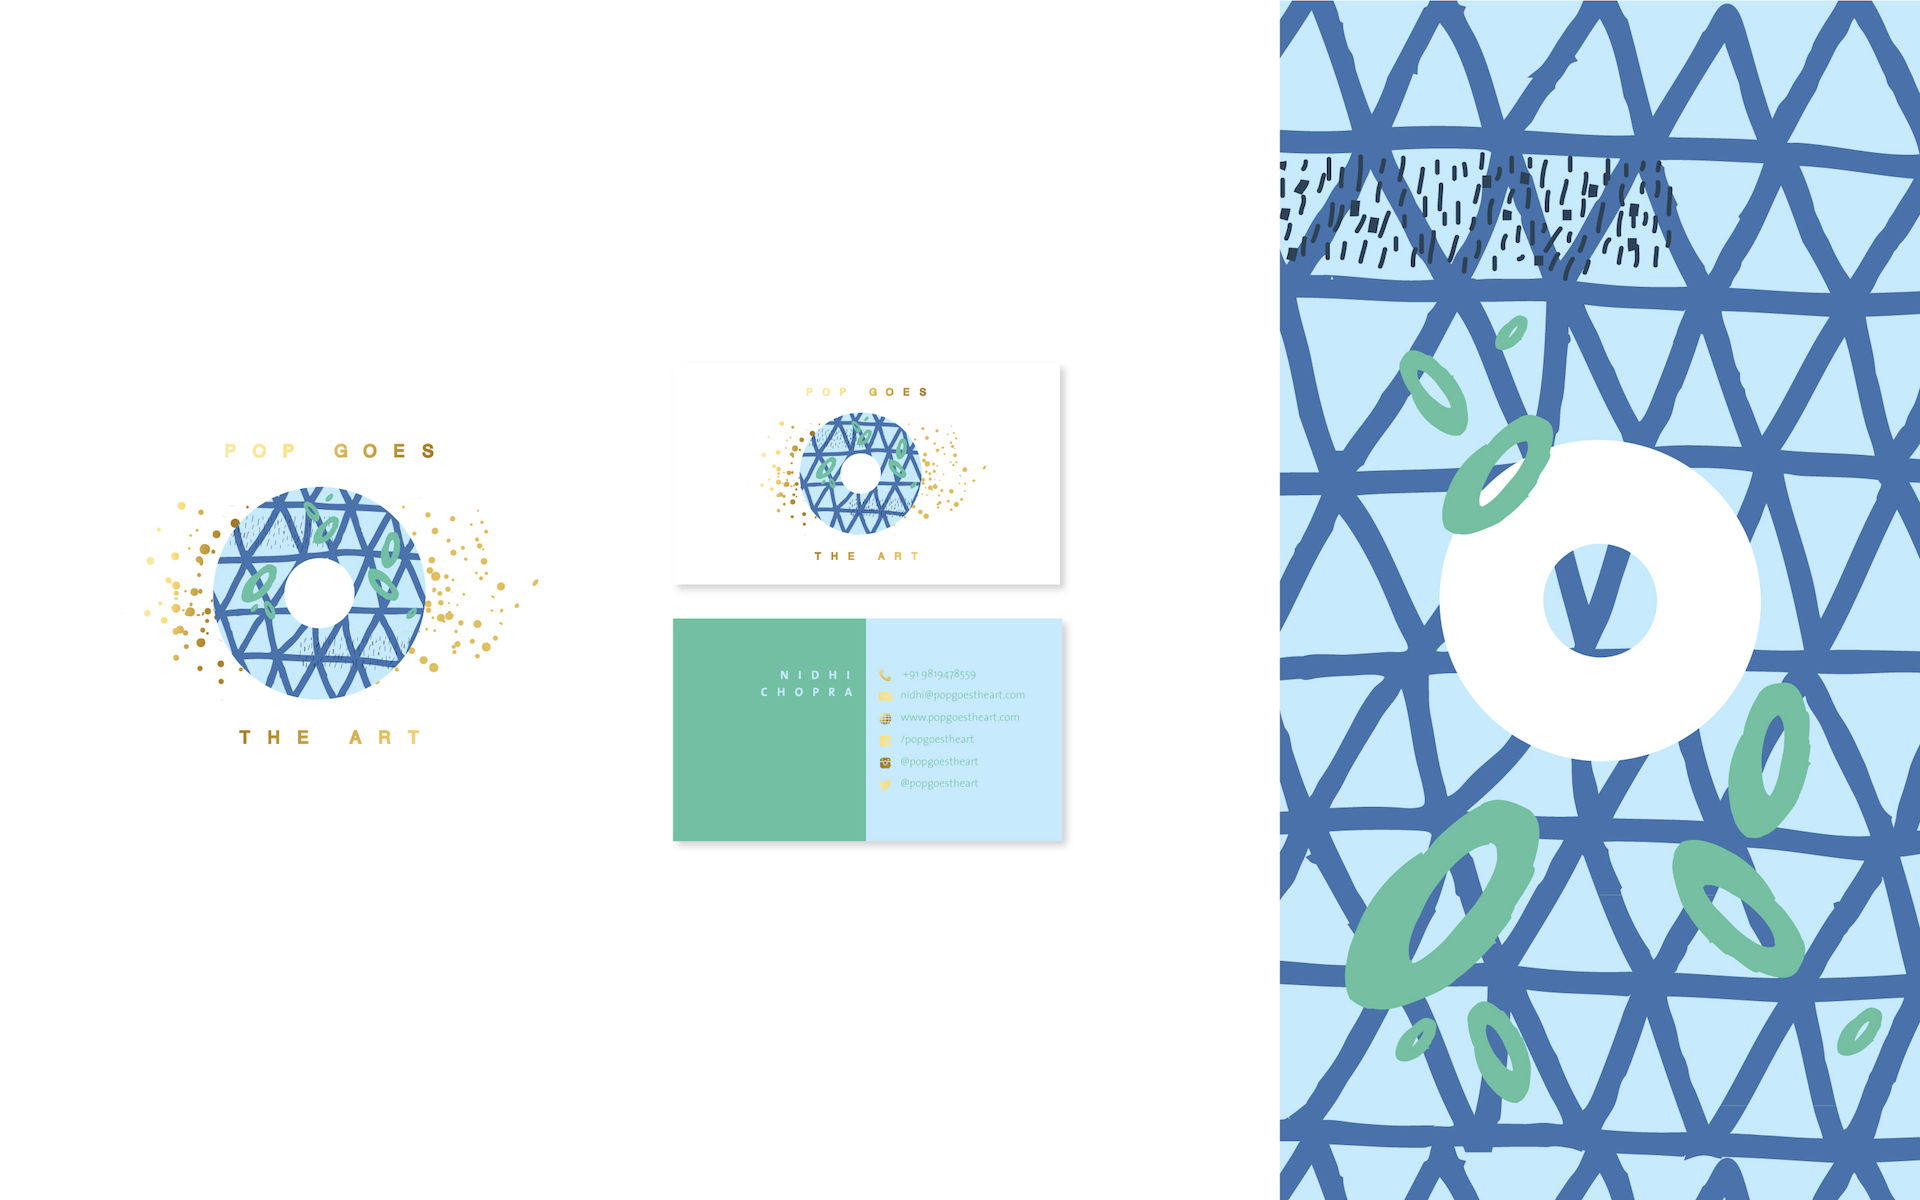 POP GOES
THE ART
POP GOES
THE ART
NIDHI
CHOPRA
+91 9819478559
nidhi@popgoestheart.com
www.popgoestheart.com
/popgoestheart
@popgoestheart
@popgoestheart